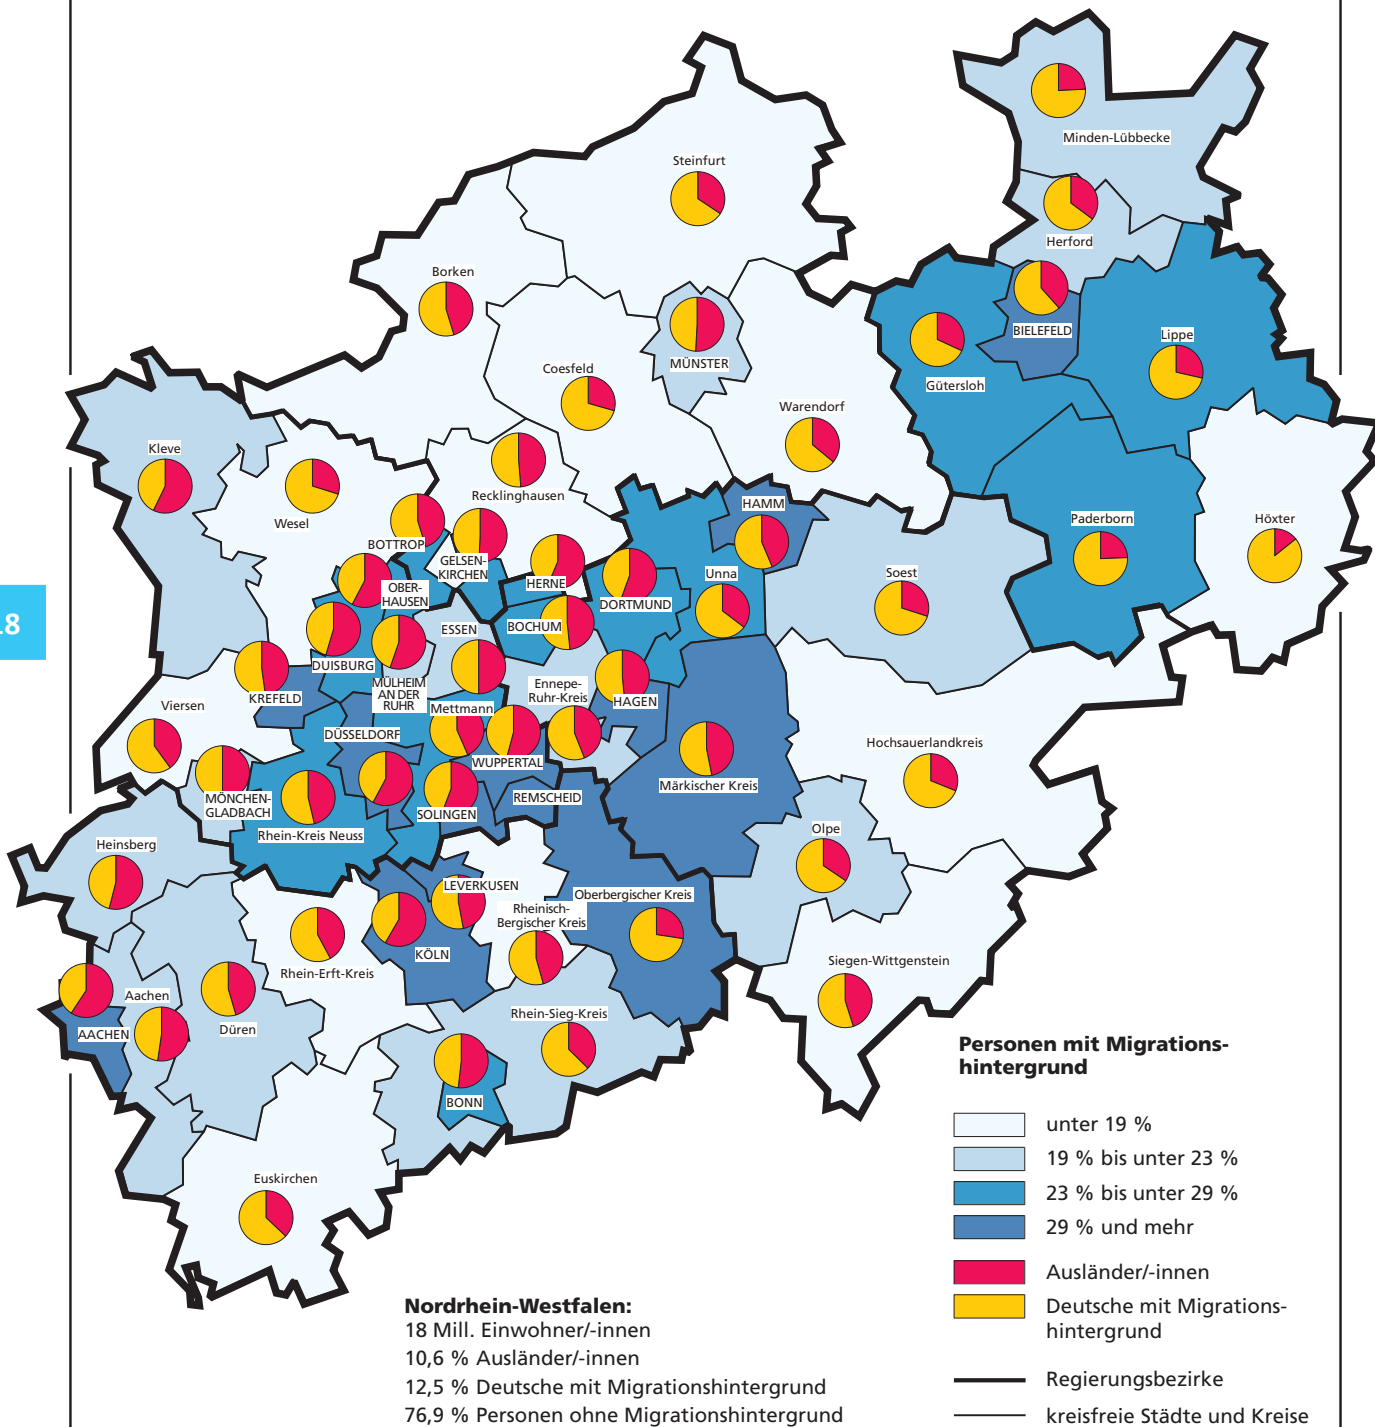 Minden-Lübbecke
Steinfurt
Herford
Borken
BIELEFELD
Lippe
MÜNSTER
Coesfeld
Gütersloh
Warendorf
Kleve
Recklinghausen
Wesel
HAMM
Paderborn
Höxter
BOTTROP
GELSEN-
KIRCHEN
HERNE
Unna
Soest
OBER-
HAUSEN
DORTMUND
ESSEN
BOCHUM
DUISBURG
MÜLHEIM
AN DER
RUHR
Ennepe-
Ruhr-Kreis
KREFELD
HAGEN
Viersen
Mettmann
DÜSSELDORF
Hochsauerlandkreis
WUPPERTAL
Märkischer Kreis
MÖNCHEN-
GLADBACH
REMSCHEID
SOLINGEN
Rhein-Kreis Neuss
Olpe
Heinsberg
LEVERKUSEN
Oberbergischer Kreis
Rheinisch-
Bergischer Kreis
KÖLN
Siegen-Wittgenstein
Rhein-Erft-Kreis
Aachen
Rhein-Sieg-Kreis
Düren
AACHEN
BONN
Euskirchen
Personen mit Migrations-
hintergrund
unter 19 %
19 % bis unter 23 %
23 % bis unter 29 %
29 % und mehr
Ausländer/-innen
Deutsche mit Migrations-
hintergrund
Regierungsbezirke
kreisfreie Städte und Kreise
Nordrhein-Westfalen:
18 Mill. Einwohner/-innen
10,6 % Ausländer/-innen
12,5 % Deutsche mit Migrationshintergrund
76,9 % Personen ohne Migrationshintergrund